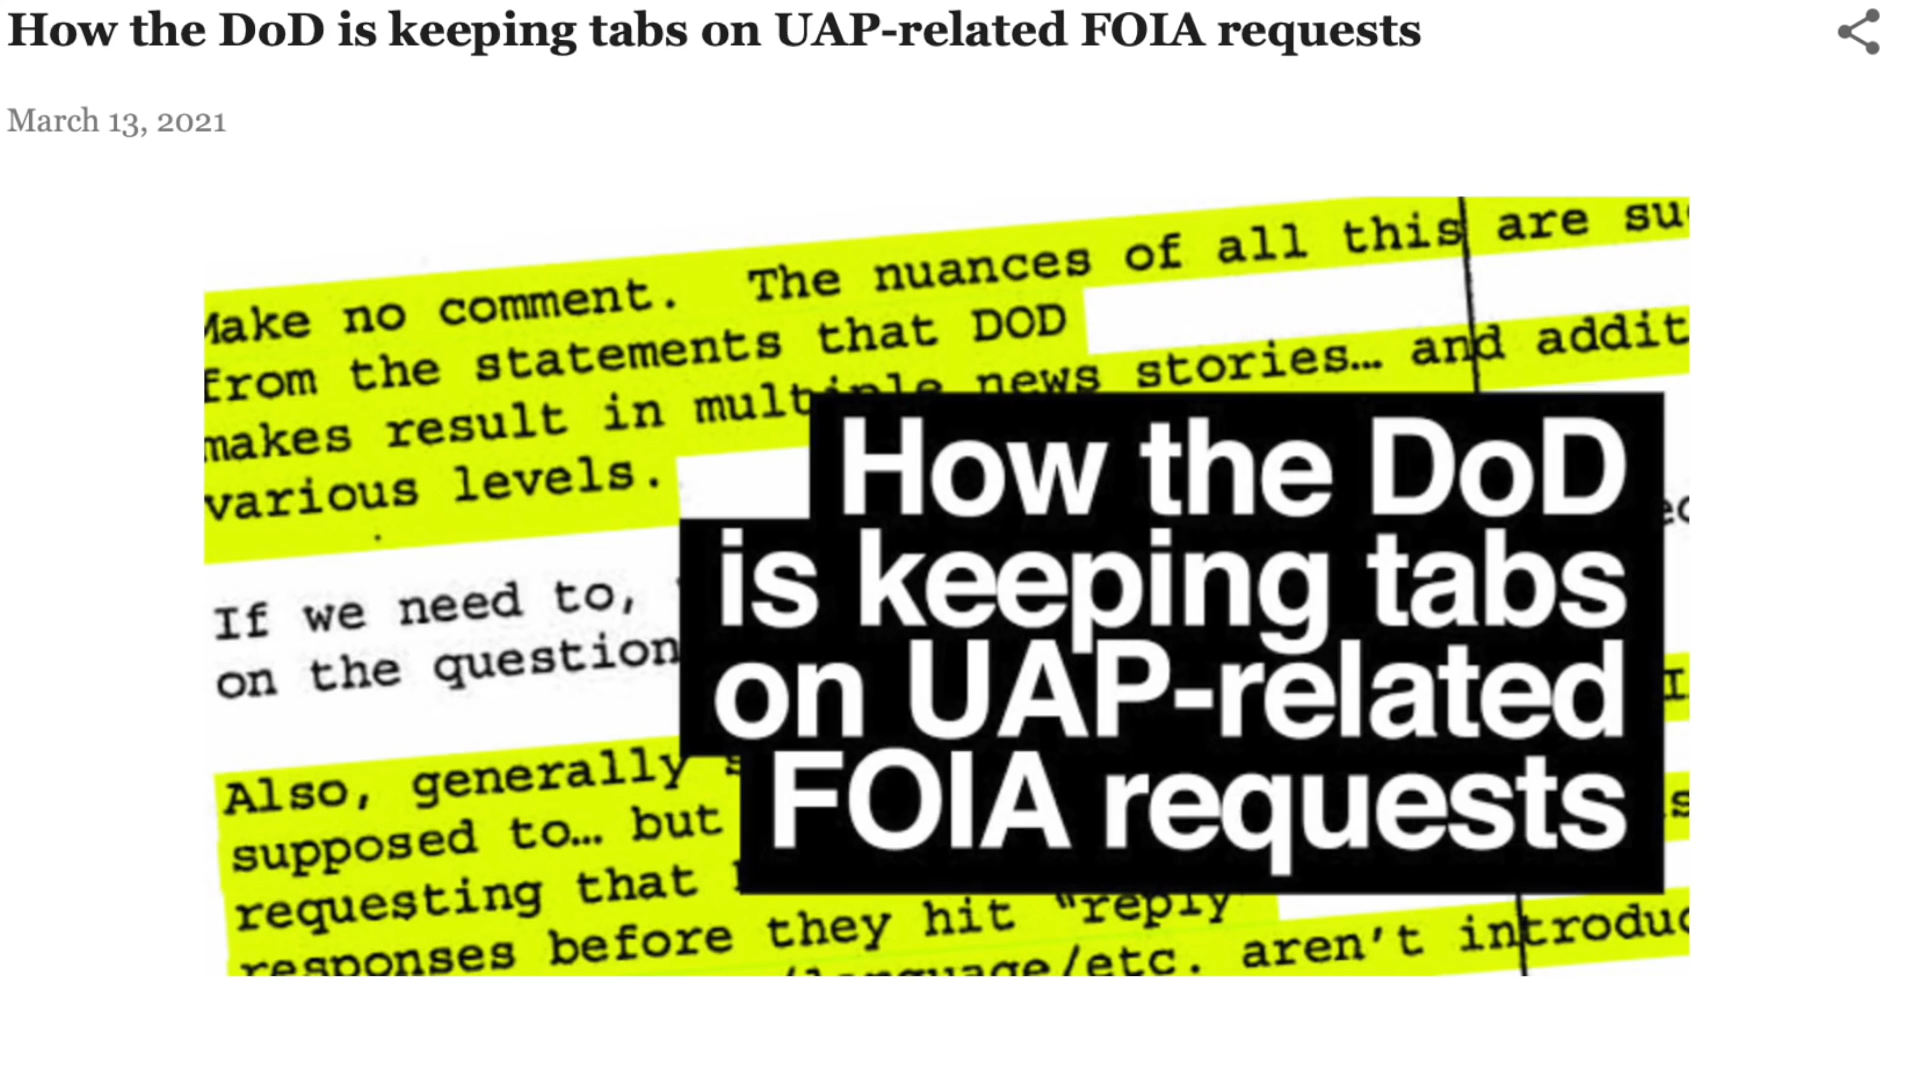 How the DoD is keeping tabs on UAP-related FOIA requests
March 13, 2021
Make no comment. The nuances of all this are
from the statements that DOD
makes result in multiple news stories… and
various levels.
If we need to,
on the question
Also, generally
supposed to… but
requesting that
responses before they hit "reply
/language/etc. aren't
How the DoD
is keeping tabs
on UAP-related
FOIA requests